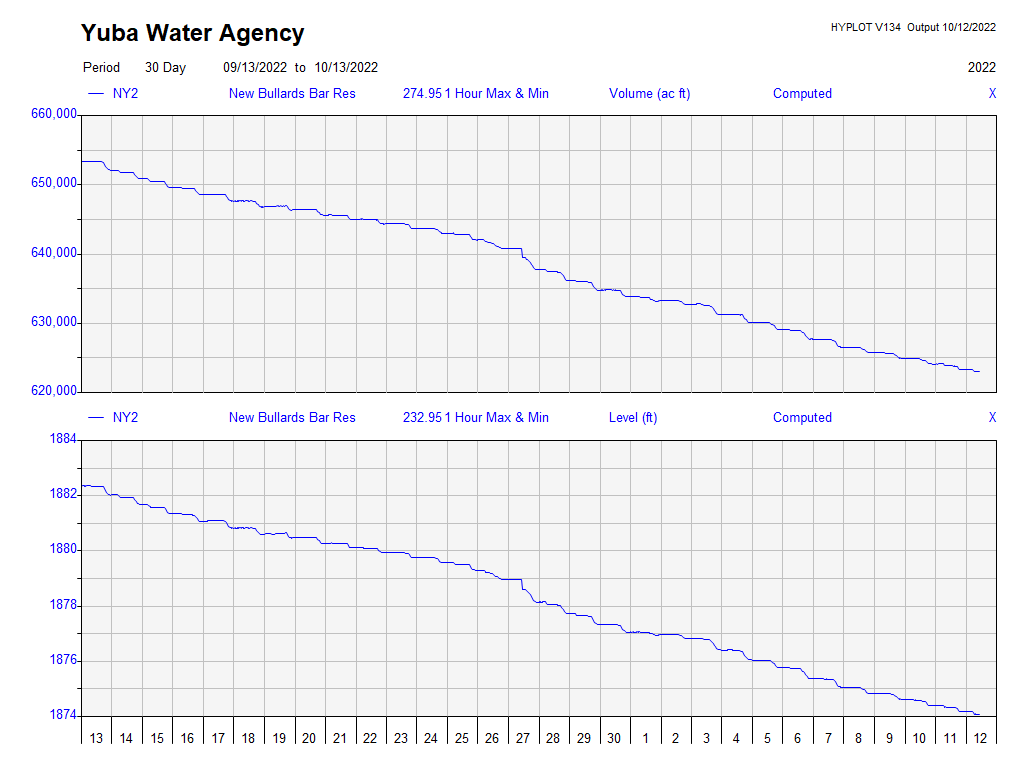 Yuba Water Agency
HYPLOT V134 Output 10/12/2022
Period 30 Day 09/13/2022 to 10/13/2022 2022
NY2 New Bullards Bar Res 274.95 1 Hour Max & Min Volume (ac ft) Computed X
660,000
650,000
640,000
630,000
620,000
NY2 New Bullards Bar Res 232.95 1 Hour Max & Min Level (ft) Computed X
1884
1882
1880
1878
1876
1874
13 14 15 16 17 18 19 20 21 22 23 24 25 26 27 28 29 30 1 2 3 4 5 6 7 8 9 10 11 12